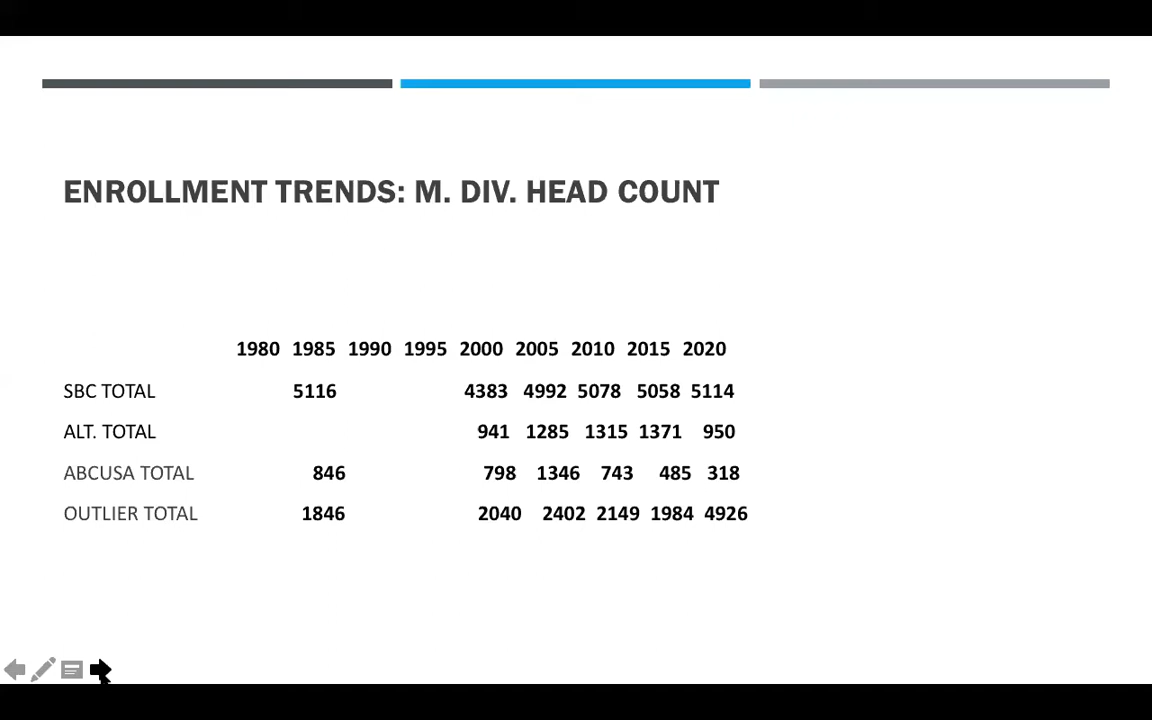 ENROLLMENT TRENDS: M. DIV. HEAD COUNT
1980 1985 1990 1995 2000 2005 2010 2015 2020
SBC TOTAL 5116 4383 4992 5078 5058 5114
ALT. TOTAL 941 1285 1315 1371 950
ABCUSA TOTAL 846 798 1346 743 485 318
OUTLIER TOTAL 1846 2040 2402 2149 1984 4926